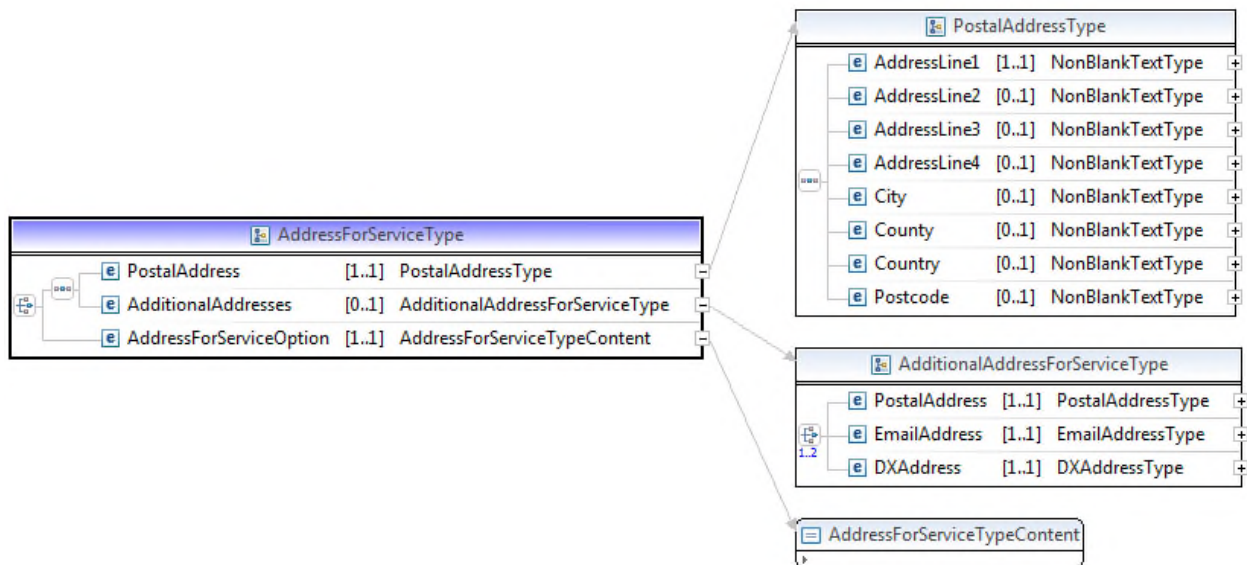 PostalAddressType
AddressLine1 [1..1] NonBlankTextType
AddressLine2 [0..1] NonBlankTextType
AddressLine3 [0..1] NonBlankTextType
AddressLine4 [0..1] NonBlankTextType
City [0..1] NonBlankTextType
County [0..1] NonBlankTextType
Country [0..1] NonBlankTextType
Postcode [0..1] NonBlankTextType
AddressForServiceType
PostalAddress [1..1] PostalAddressType
AdditionalAddresses [0..1] AdditionalAddressForServiceType
AddressForServiceOption [1..1] AddressForServiceTypeContent
AdditionalAddressForServiceType
PostalAddress [1..1] PostalAddressType
EmailAddress [1..1] EmailAddressType
1..2
DXAddress [1..1] DXAddressType
AddressForServiceTypeContent